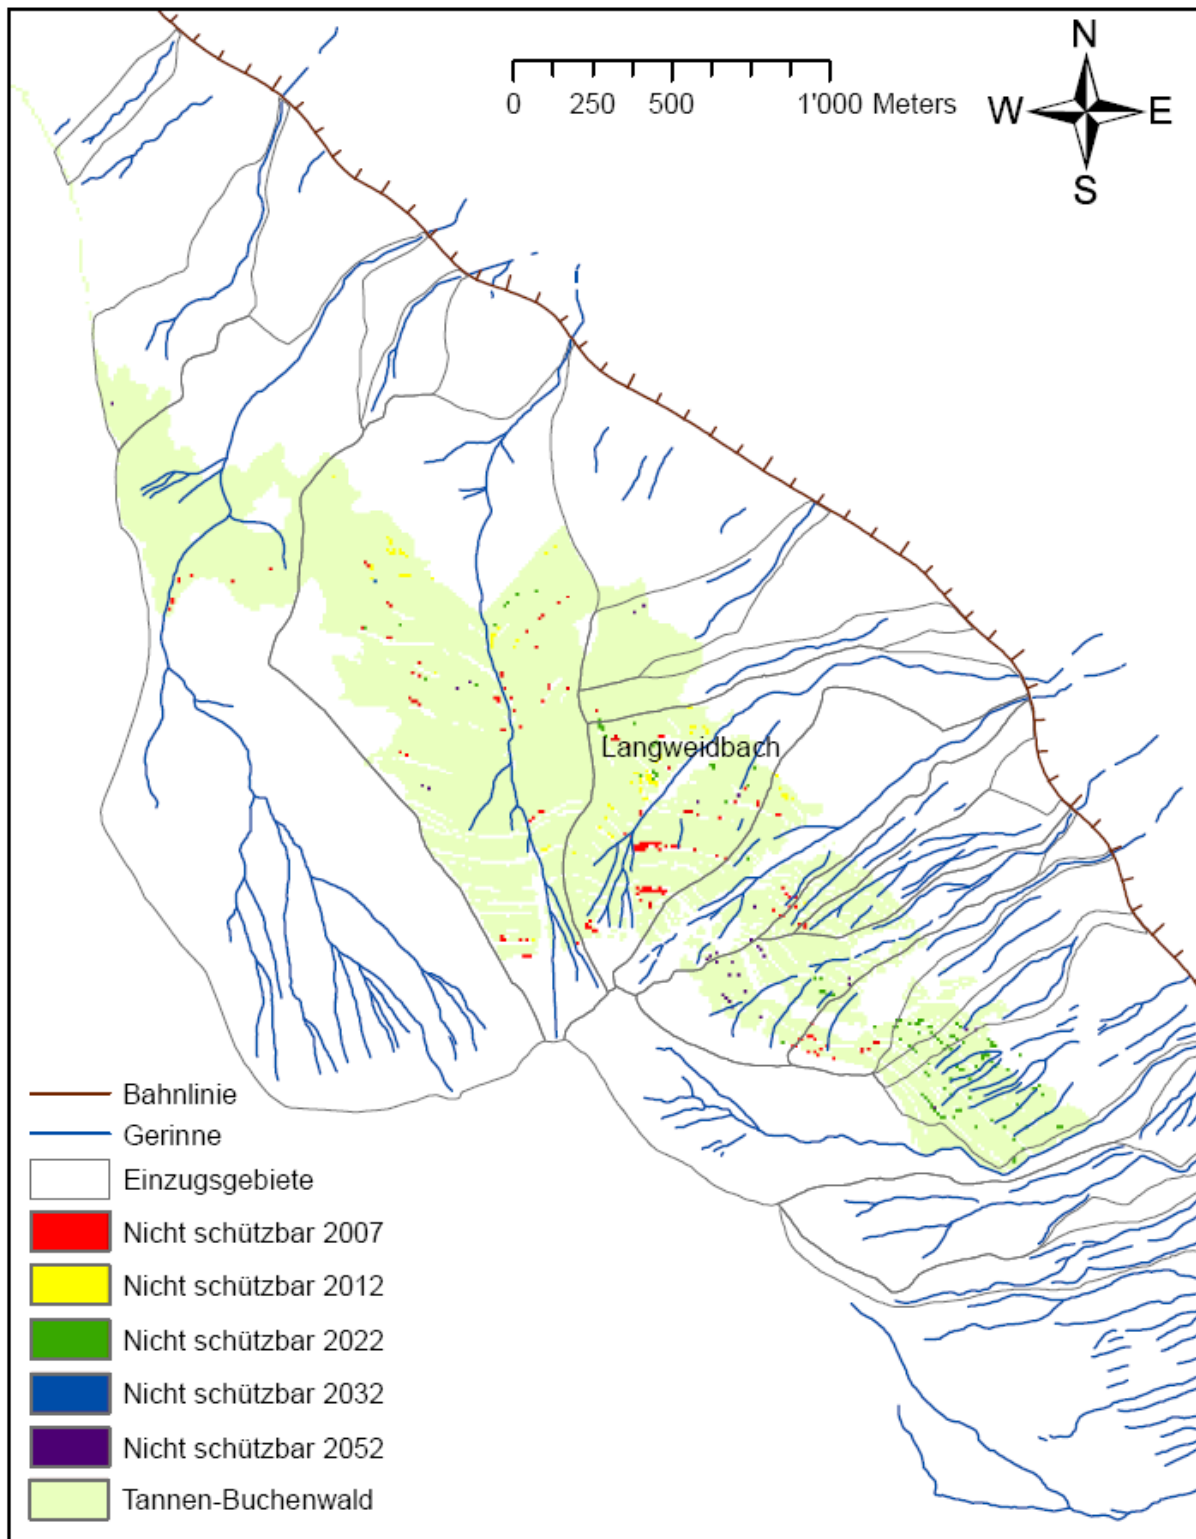 N
W E
S
0 250 500 1'000 Meters
Langweidbach
Bahnlinie
Gerinne
Einzugsgebiete
Nicht schützbar 2007
Nicht schützbar 2012
Nicht schützbar 2022
Nicht schützbar 2032
Nicht schützbar 2052
Tannen-Buchenwald